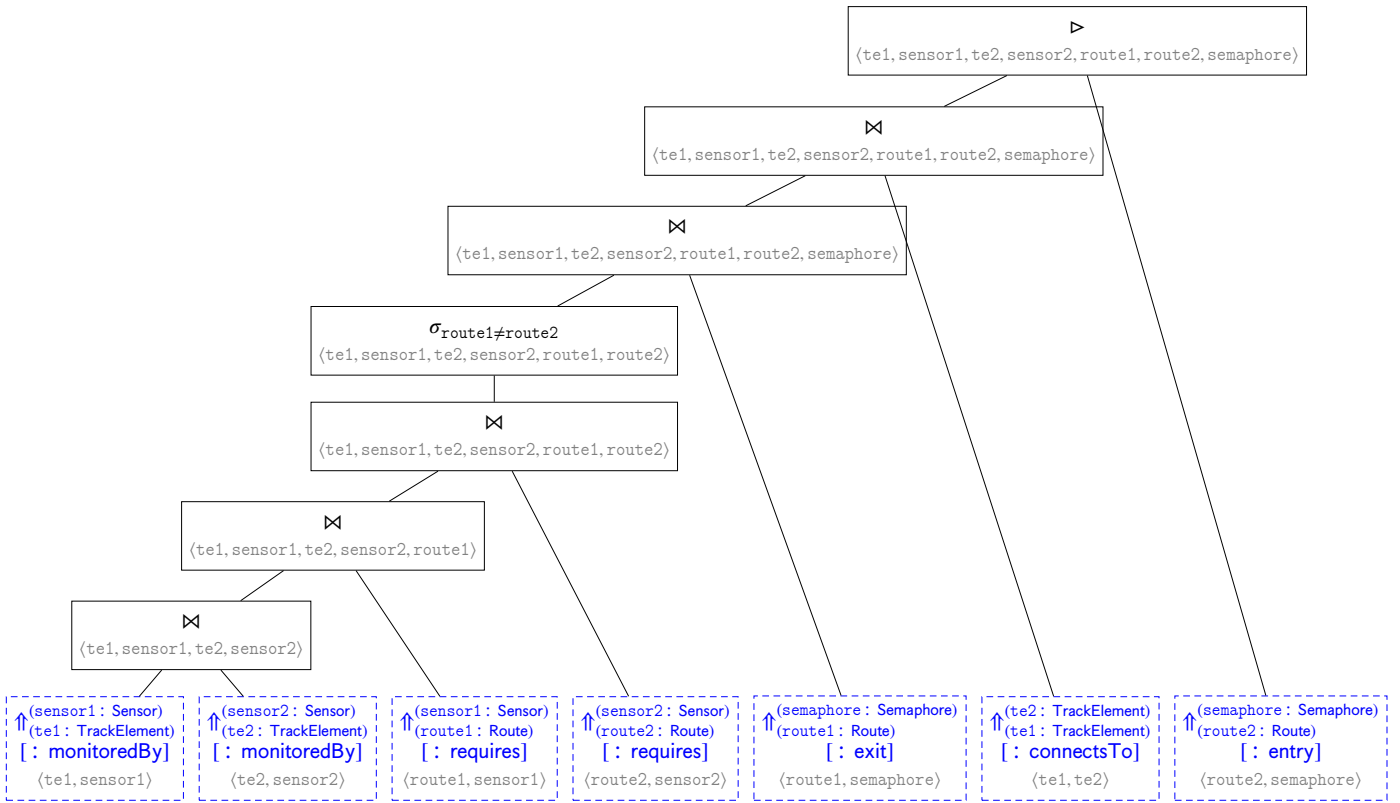 ▷
⟨te1, sensor1, te2, sensor2, route1, route2, semaphore⟩
⋈
⟨te1, sensor1, te2, sensor2, route1, route2, semaphore⟩
⋈
⟨te1, sensor1, te2, sensor2, route1, route2, semaphore⟩
σroute1≠route2
⟨te1, sensor1, te2, sensor2, route1, route2⟩
⋈
⟨te1, sensor1, te2, sensor2, route1, route2⟩
⋈
⟨te1, sensor1, te2, sensor2, route1⟩
⋈
⟨te1, sensor1, te2, sensor2⟩
⇑(sensor1: Sensor)
(te1: TrackElement)
[: monitoredBy]
⟨te1, sensor1⟩
⇑(sensor2: Sensor)
(te2: TrackElement)
[: monitoredBy]
⟨te2, sensor2⟩
⇑(sensor1: Sensor)
(route1: Route)
[: requires]
⟨route1, sensor1⟩
⇑(sensor2: Sensor)
(route2: Route)
[: requires]
⟨route2, sensor2⟩
⇑(semaphore: Semaphore)
(route1: Route)
[: exit]
⟨route1, semaphore⟩
⇑(te2: TrackElement)
(te1: TrackElement)
[: connectsTo]
⟨te1, te2⟩
⇑(semaphore: Semaphore)
(route2: Route)
[: entry]
⟨route2, semaphore⟩